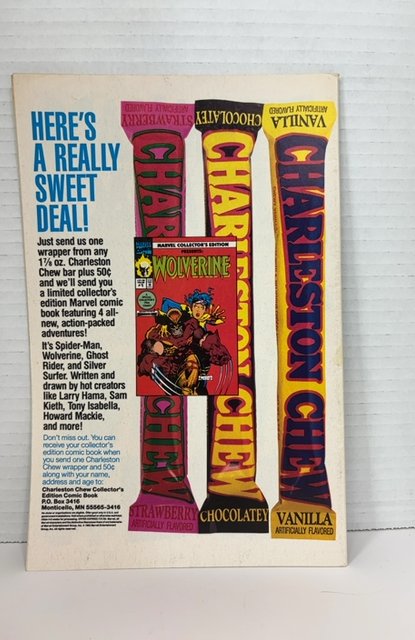 HERE'S
A REALLY
SWEET
DEAL!
Just send us one
wrapper from any
1⅞ oz. Charleston
Chew bar plus 50¢
and we'll send you
a limited collector's
edition Marvel comic
book featuring 4 all-
new, action-packed
adventures!
It's Spider-Man,
Wolverine, Ghost
Rider, and Silver
Surfer. Written and
drawn by hot creators
like Larry Hama, Sam
Kieth, Tony Isabella,
Howard Mackie,
and more!
Don't miss out. You can
receive your collector's
edition comic book when
you send one Charleston
Chew wrapper and 50¢
along with your name,
address and age to:
Charleston Chew Collector's
Edition Comic Book
P.O. Box 3416
Monticello, MN 55565-3416
STRAWBERRY
ARTIFICIALLY FLAVORED
CHARLESTON CHEW
STRAWBERRY
ARTIFICIALLY FLAVORED
CHOCOLATEY
CHARLESTON CHEW
CHOCOLATEY
VANILLA
ARTIFICIALLY FLAVORED
CHARLESTON CHEW
VANILLA
ARTIFICIALLY FLAVORED
MARVEL COLLECTOR'S EDITION
PRESENTS:
WOLVERINE